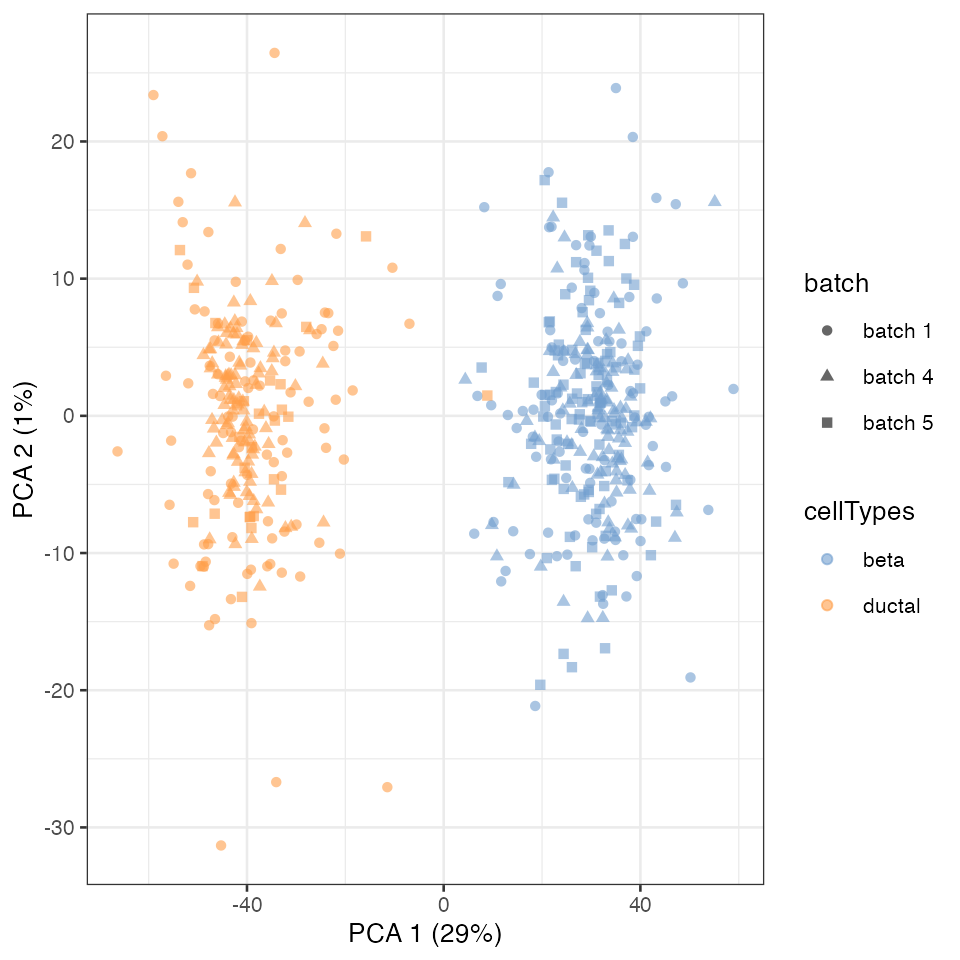 20
10
0
-10
-20
-30
PCA 2 (1%)
-40
0
40
PCA 1 (29%)
batch
batch 1
batch 4
batch 5
cellTypes
beta
ductal